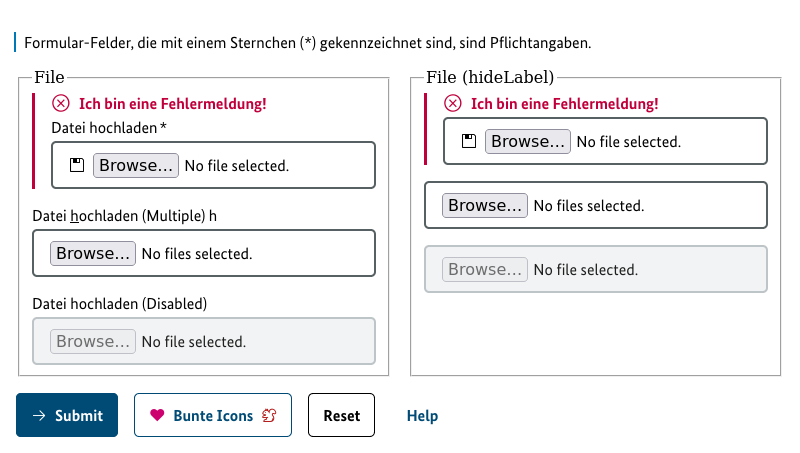 Formular-Felder, die mit einem Sternchen (*) gekennzeichnet sind, sind Pflichtangaben.
File
Ich bin eine Fehlermeldung!
Datei hochladen *
Browse... No file selected.
Datei hochladen (Multiple) h
Browse... No files selected.
Datei hochladen (Disabled)
Browse... No file selected.
File (hideLabel)
Ich bin eine Fehlermeldung!
Browse... No file selected.
Browse... No files selected.
Browse... No file selected.
Submit Bunte Icons Reset Help